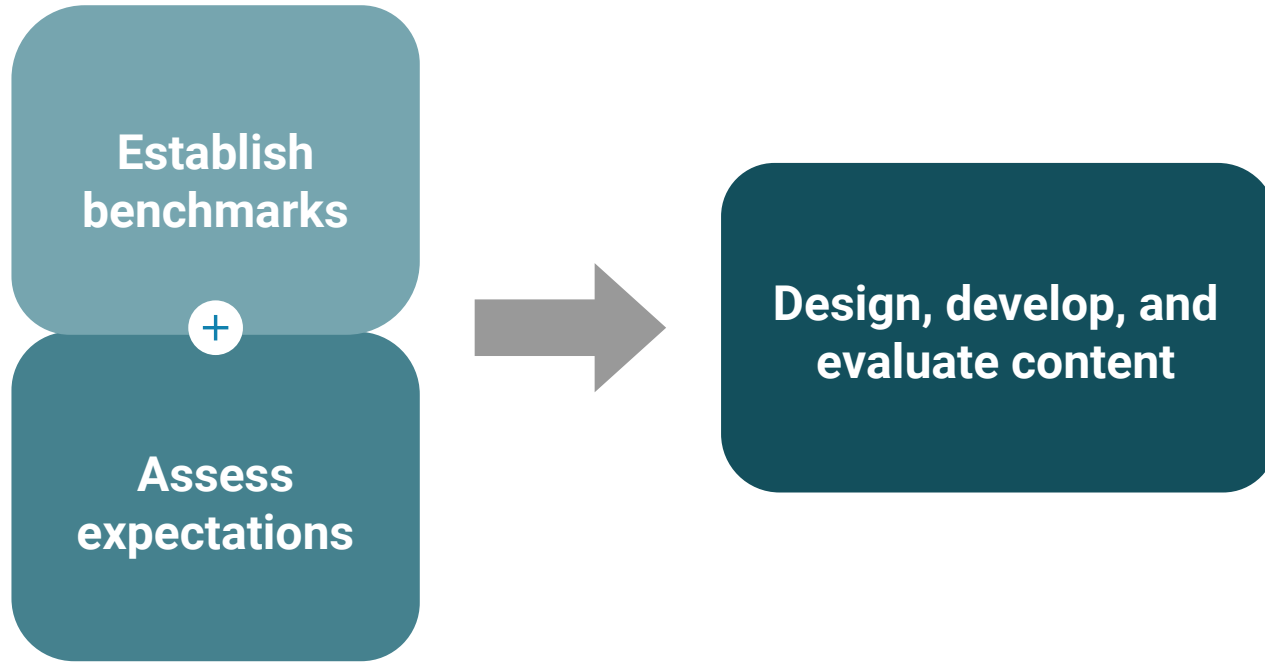 Establish
benchmarks
+
Assess
expectations
Design, develop, and
evaluate content